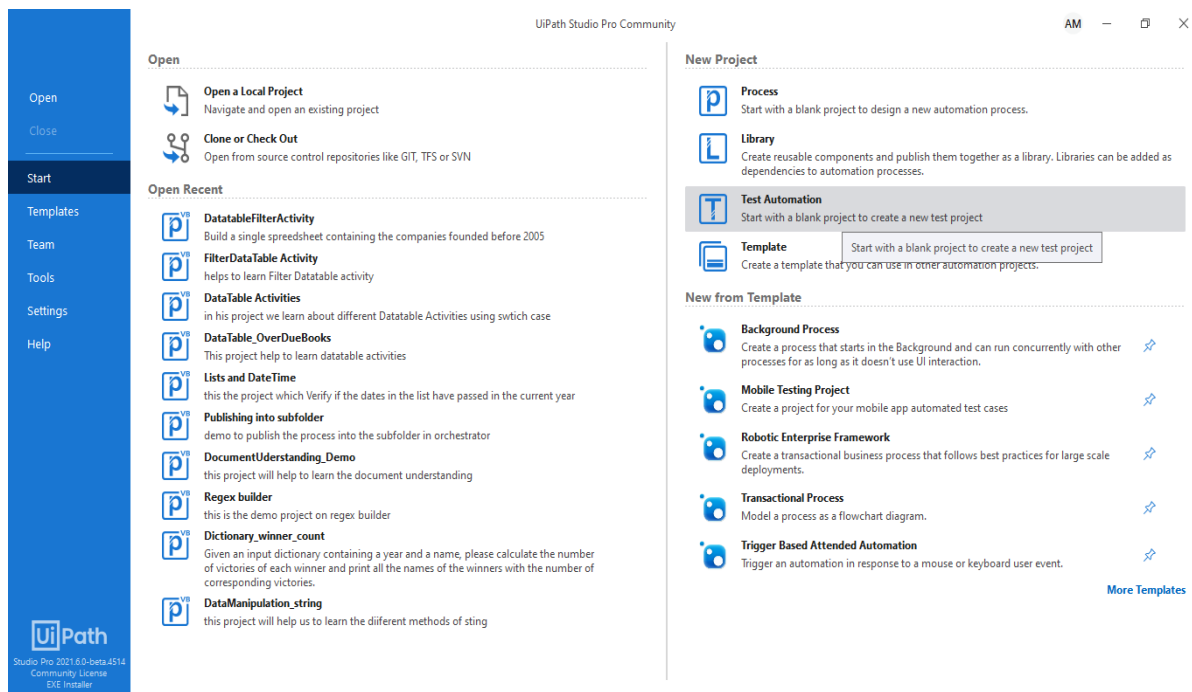 UiPath Studio Pro Community
AM
Open
Close
Start
Templates
Team
Tools
Settings
Help
UiPath
Studio Pro 2021.6.0-beta.4514
Community License
EXE Installer
Open
Open a Local Project
Navigate and open an existing project
Clone or Check Out
Open from source control repositories like GIT, TFS or SVN
Open Recent
VB
DatatableFilterActivity
Build a single spreedsheet containing the companies founded before 2005
VB
FilterDataTable Activity
helps to learn Filter Datatable activity
VB
DataTable Activities
in his project we learn about different Datatable Activities using swtich case
VB
DataTable_OverDueBooks
This project help to learn datatable activities
VB
Lists and DateTime
this the project which Verify if the dates in the list have passed in the current year
VB
Publishing into subfolder
demo to publish the process into the subfolder in orchestrator
VB
DocumentUderstanding_Demo
this project will help to learn the document understanding
VB
Regex builder
this is the demo project on regex builder
VB
Dictionary_winner_count
Given an input dictionary containing a year and a name, please calculate the number
of victories of each winner and print all the names of the winners with the number of
corresponding victories.
VB
DataManipulation_string
this project will help us to learn the diifferent methods of sting
New Project
Process
Start with a blank project to design a new automation process.
Library
Create reusable components and publish them together as a library. Libraries can be added as
dependencies to automation processes.
Test Automation
Start with a blank project to create a new test project
Template
Start with a blank project to create a new test project
Create a template that you can use in other automation projects.
New from Template
Background Process
Create a process that starts in the Background and can run concurrently with other
processes for as long as it doesn't use UI interaction.
Mobile Testing Project
Create a project for your mobile app automated test cases
Robotic Enterprise Framework
Create a transactional business process that follows best practices for large scale
deployments.
Transactional Process
Model a process as a flowchart diagram.
Trigger Based Attended Automation
Trigger an automation in response to a mouse or keyboard user event.
More Templates